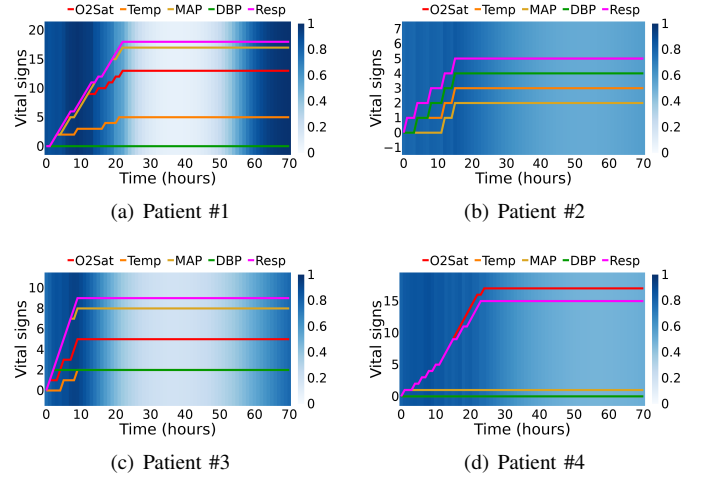 O2Sat Temp MAP DBP Resp
Vital signs
20
15
10
5
0
0 10 20 30 40 50 60 70
Time (hours)
1
0.8
0.6
0.4
0.2
0
(a) Patient #1
O2Sat Temp MAP DBP Resp
Vital signs
7
6
5
4
3
2
1
0
−1
0 10 20 30 40 50 60 70
Time (hours)
1
0.8
0.6
0.4
0.2
0
(b) Patient #2
O2Sat Temp MAP DBP Resp
Vital signs
10
8
6
4
2
0
0 10 20 30 40 50 60 70
Time (hours)
1
0.8
0.6
0.4
0.2
0
(c) Patient #3
O2Sat Temp MAP DBP Resp
Vital signs
15
10
5
0
0 10 20 30 40 50 60 70
Time (hours)
1
0.8
0.6
0.4
0.2
0
(d) Patient #4